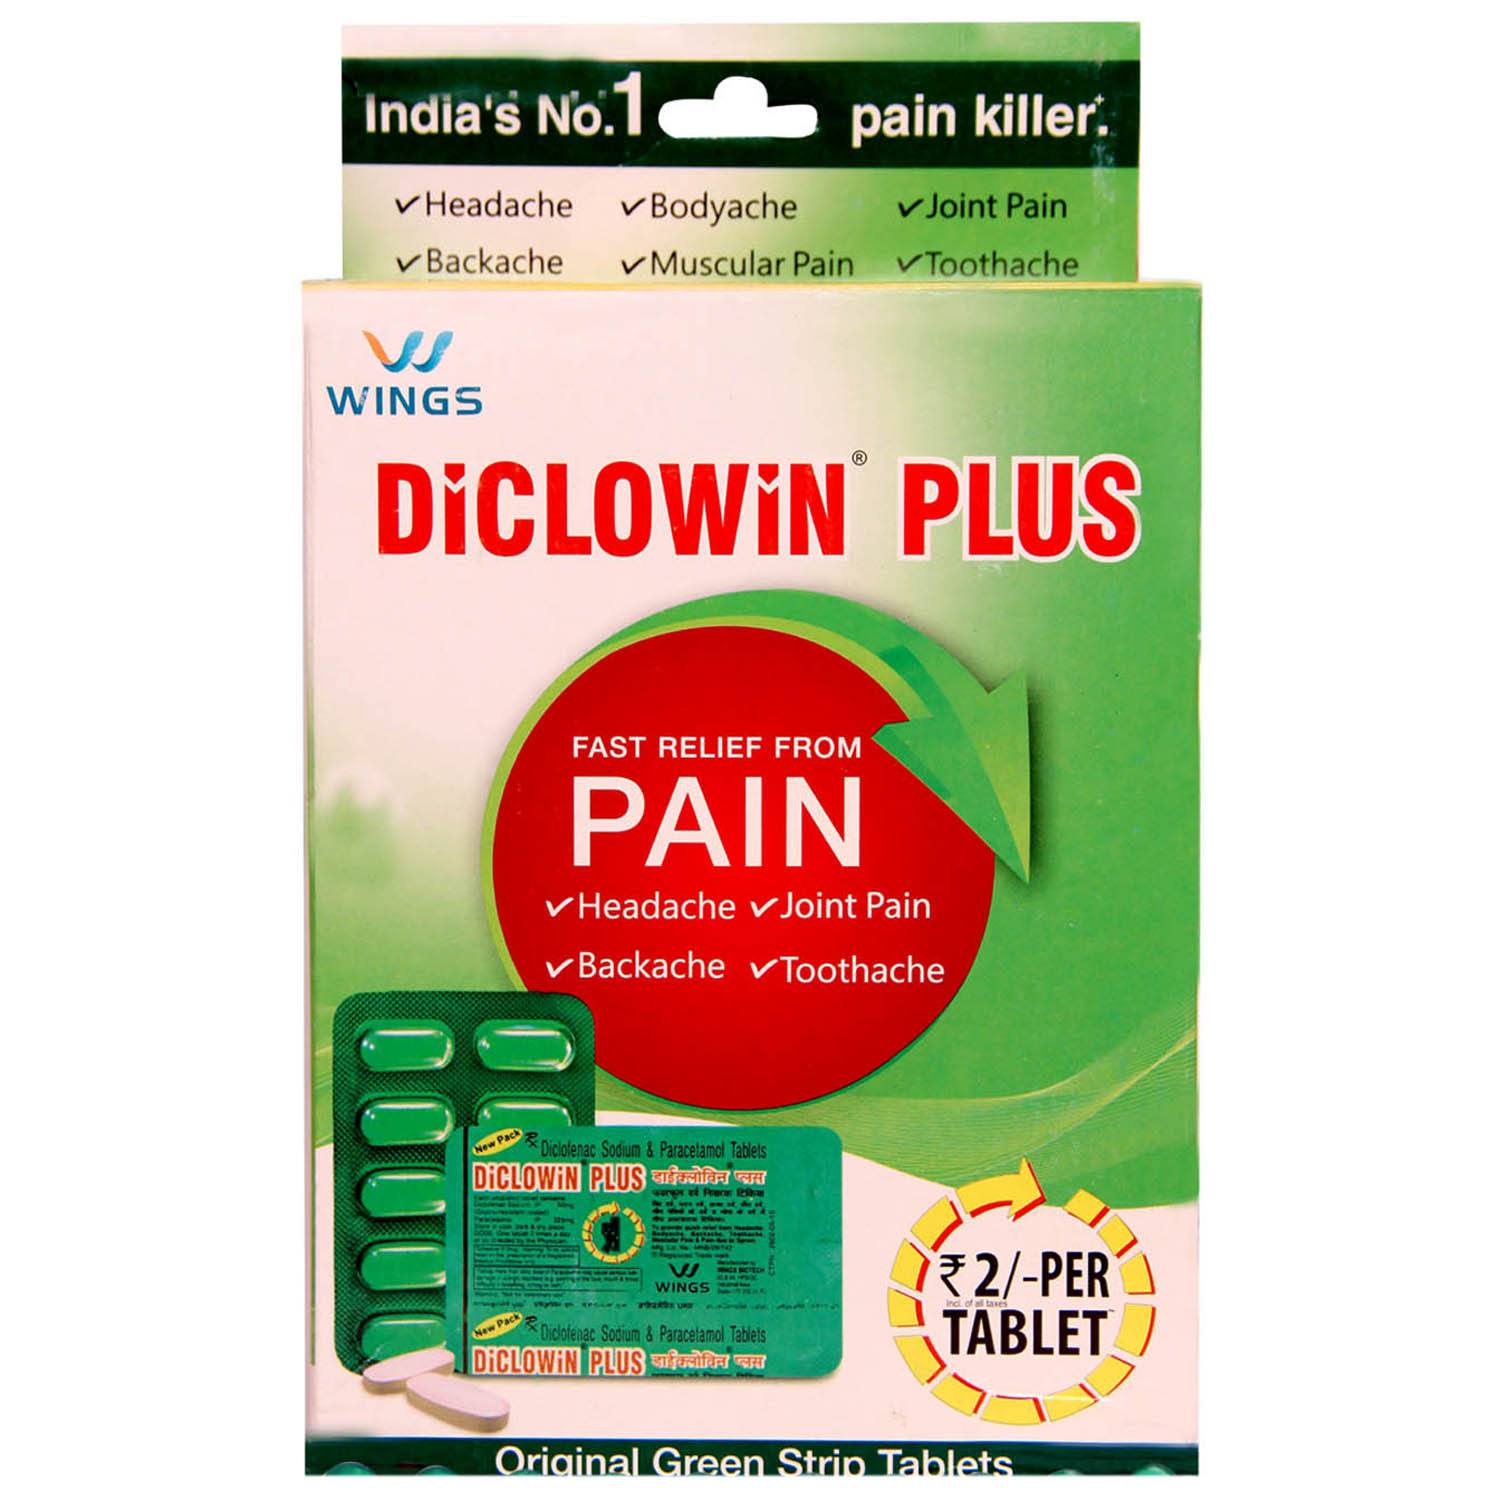 India's No.1 pain killer.+
✓Headache ✓Bodyache ✓Joint Pain
✓Backache ✓Muscular Pain ✓Toothache
WINGS
DiCLOWiN® PLUS
FAST RELIEF FROM
PAIN
✓Headache ✓Joint Pain
✓Backache ✓Toothache
New Pack Rx Diclofenac Sodium & Paracetamol Tablets
DiCLOWiN® PLUS डाईक्लोविन® प्लस
WINGS
New Pack Rx Diclofenac Sodium & Paracetamol Tablets
DiCLOWiN® PLUS डाईक्लोविन® प्लस
₹ 2/-PER
Incl. of all taxes
TABLET
Original Green Strip Tablets